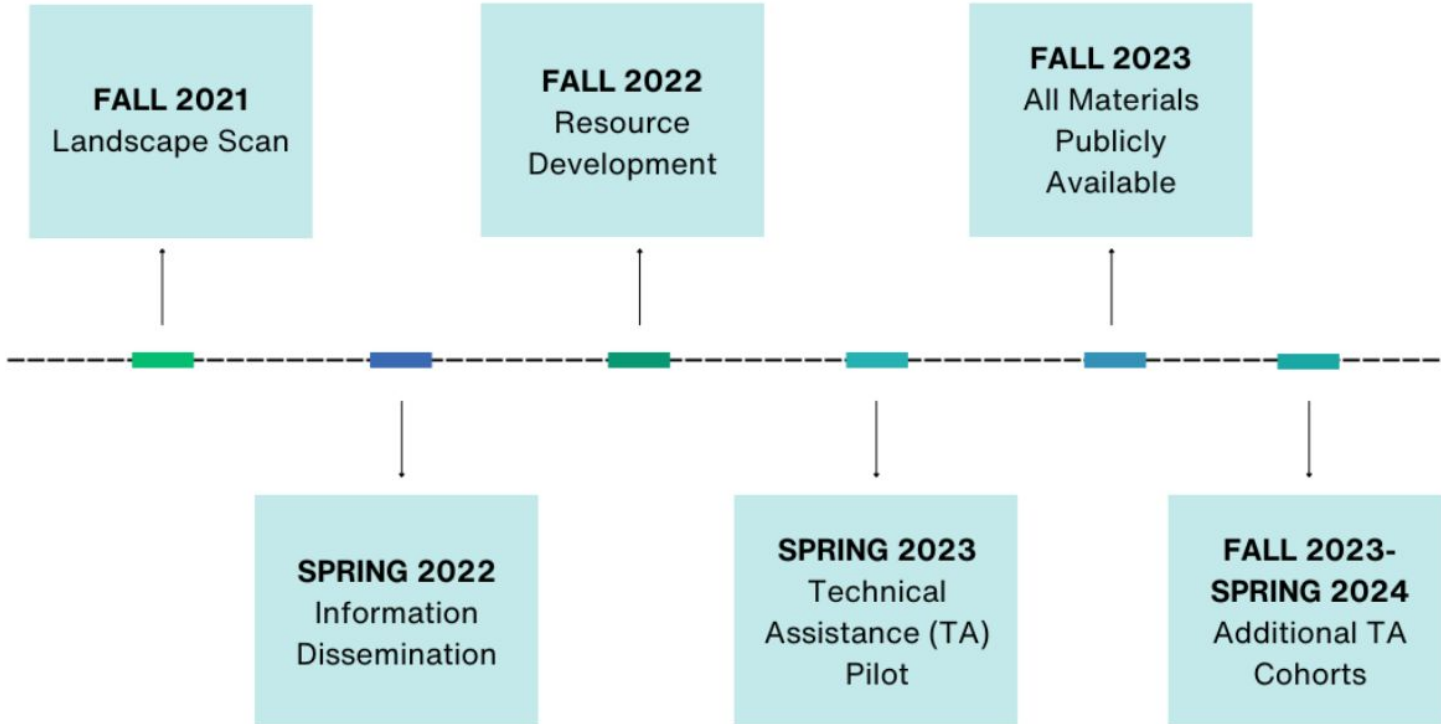 FALL 2021
Landscape Scan
FALL 2022
Resource
Development
FALL 2023
All Materials
Publicly
Available
SPRING 2022
Information
Dissemination
SPRING 2023
Technical
Assistance (TA)
Pilot
FALL 2023-
SPRING 2024
Additional TA
Cohorts